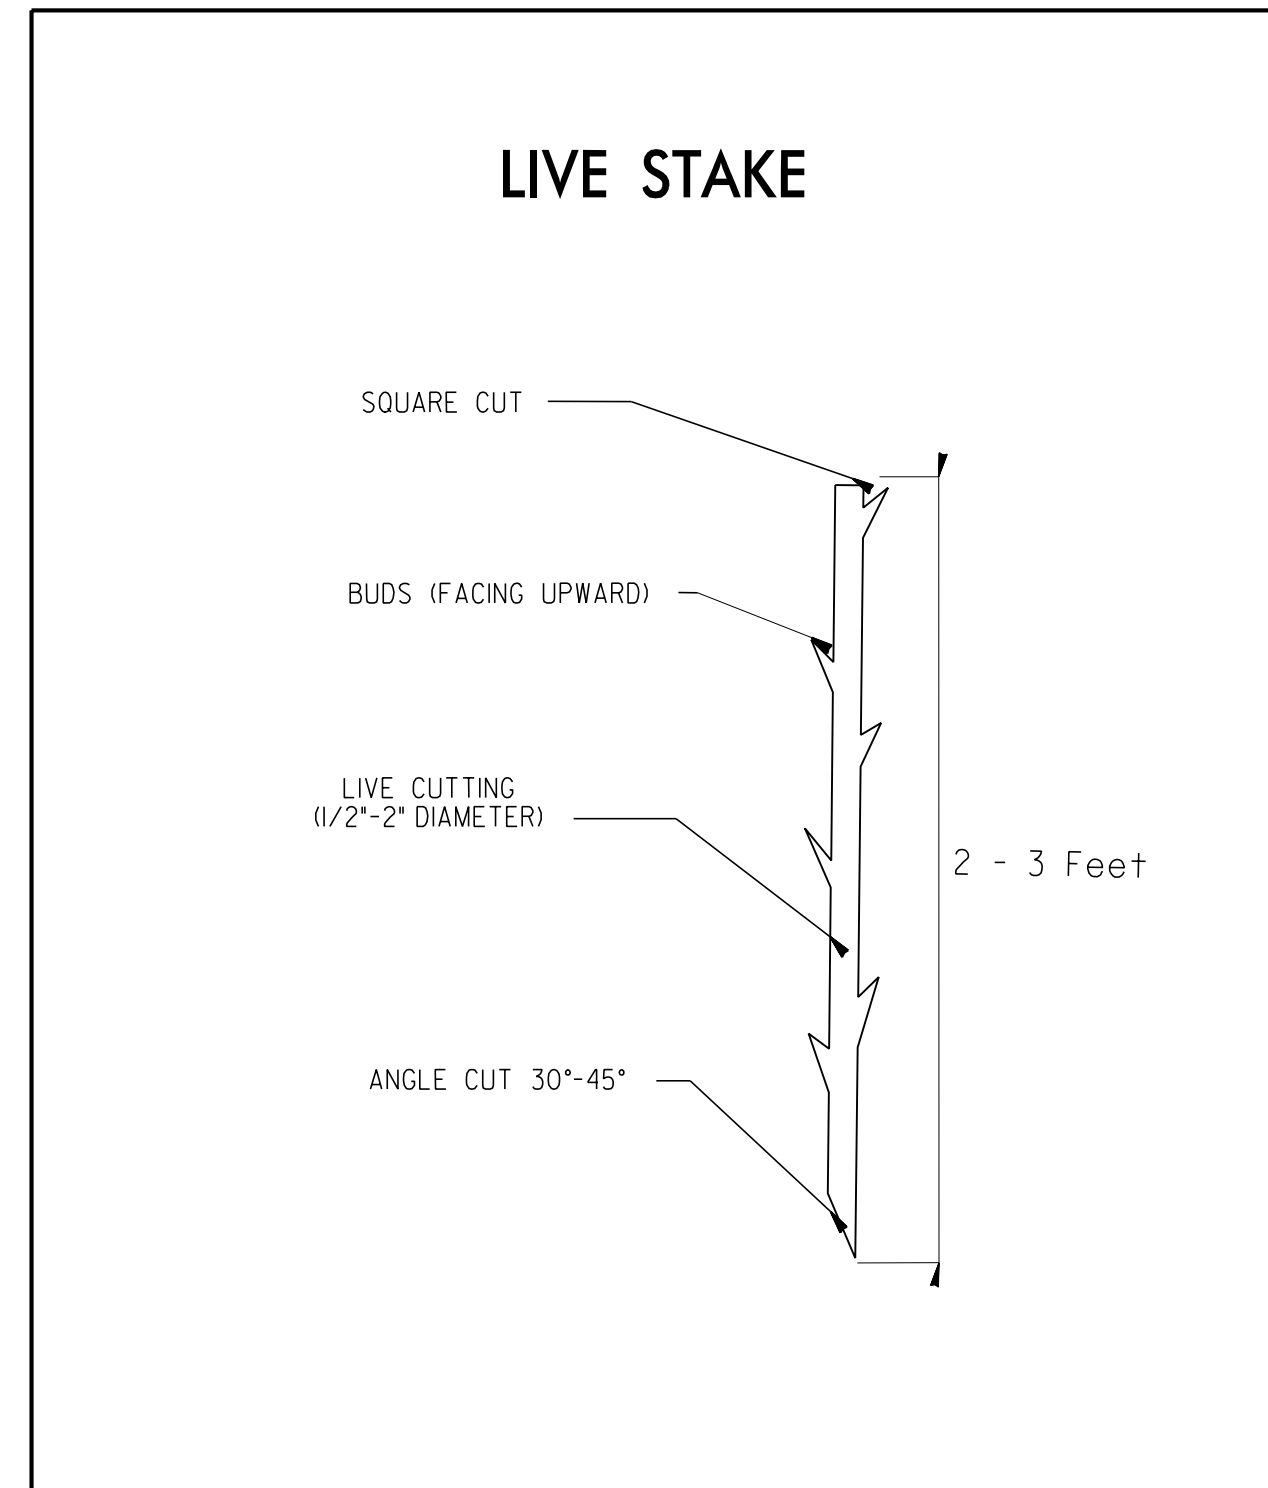 LIVE STAKE
SQUARE CUT
BUDS (FACING UPWARD)
LIVE CUTTING
(1/2"-2" DIAMETER)
2 - 3 Feet
ANGLE CUT 30°-45°